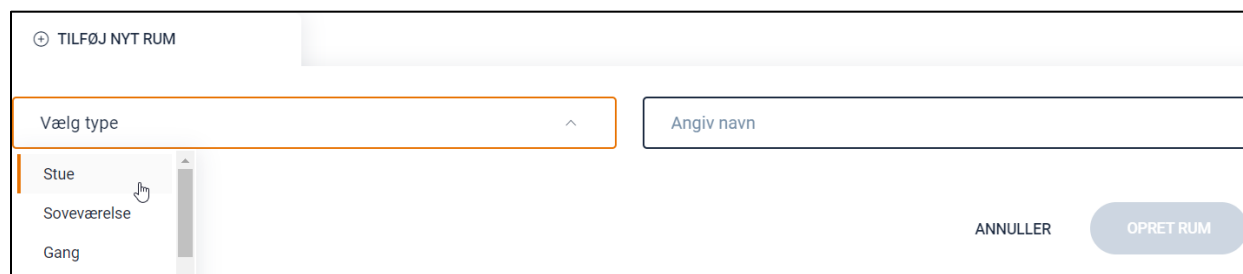 TILFØJ NYT RUM
Vælg type
Angiv navn
Stue
Soveværelse
Gang
ANNULLER
OPRET RUM